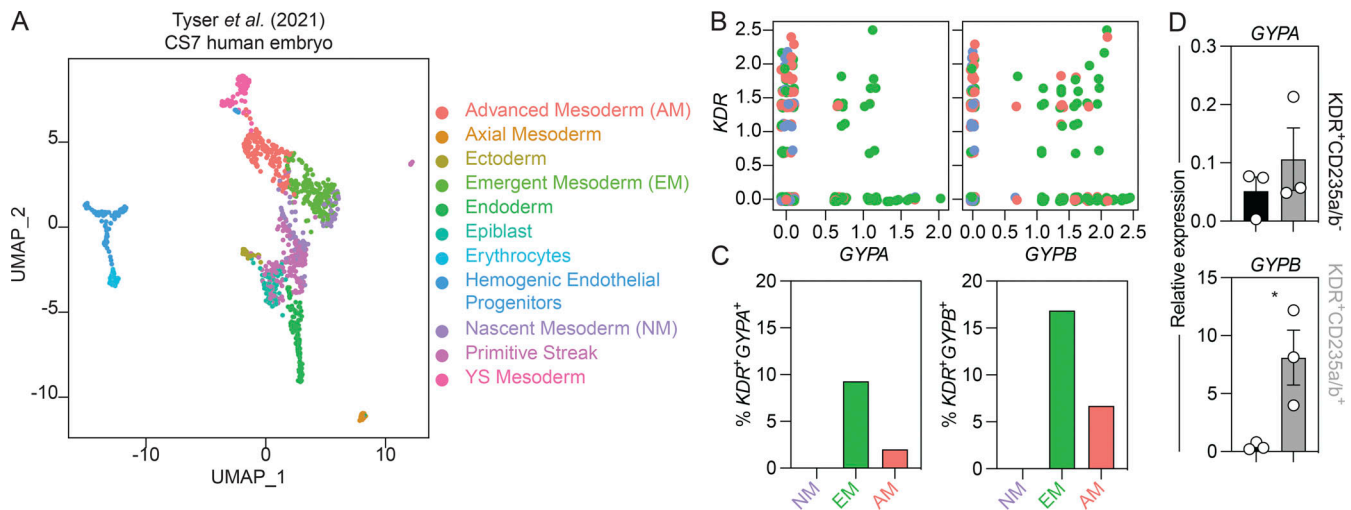 A
Tyser et al. (2021)
CS7 human embryo
5
0
-5
-10
UMAP_2
-10
0
10
UMAP_1
Advanced Mesoderm (AM)
Axial Mesoderm
Ectoderm
Emergent Mesoderm (EM)
Endoderm
Epiblast
Erythrocytes
Hemogenic Endothelial
Progenitors
Nascent Mesoderm (NM)
Primitive Streak
YS Mesoderm
B
KDR
2.5
2.0
1.5
1.0
0.5
0.0
0.0
0.5
1.0
1.5
2.0
GYPA
0.0
0.5
1.0
1.5
2.0
2.5
GYPB
C
% KDR⁺GYPA⁺
20
15
10
5
0
NM
EM
AM
% KDR⁺GYPB⁺
20
15
10
5
0
NM
EM
AM
D
Relative expression
GYPA
0.3
0.2
0.1
0.0
KDR⁺CD235a/b⁻
GYPB
15
10
5
0
*
KDR⁺CD235a/b⁺